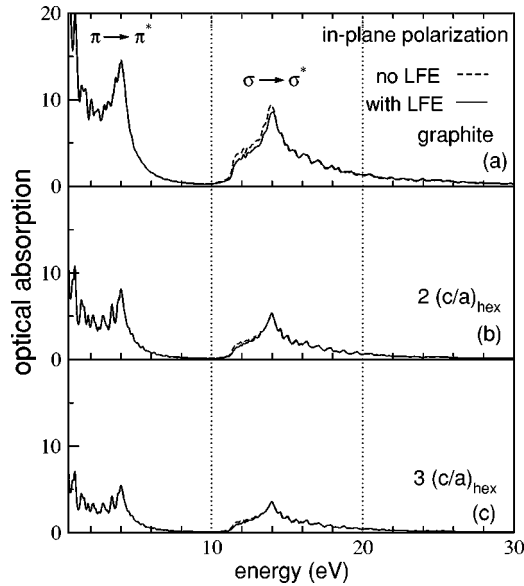 20
π → π*
in-plane polarization
σ → σ*
no LFE
with LFE
10
graphite
(a)
0
optical absorption
10
2 (c/a)hex
(b)
0
10
3 (c/a)hex
(c)
0
10
20
30
energy (eV)